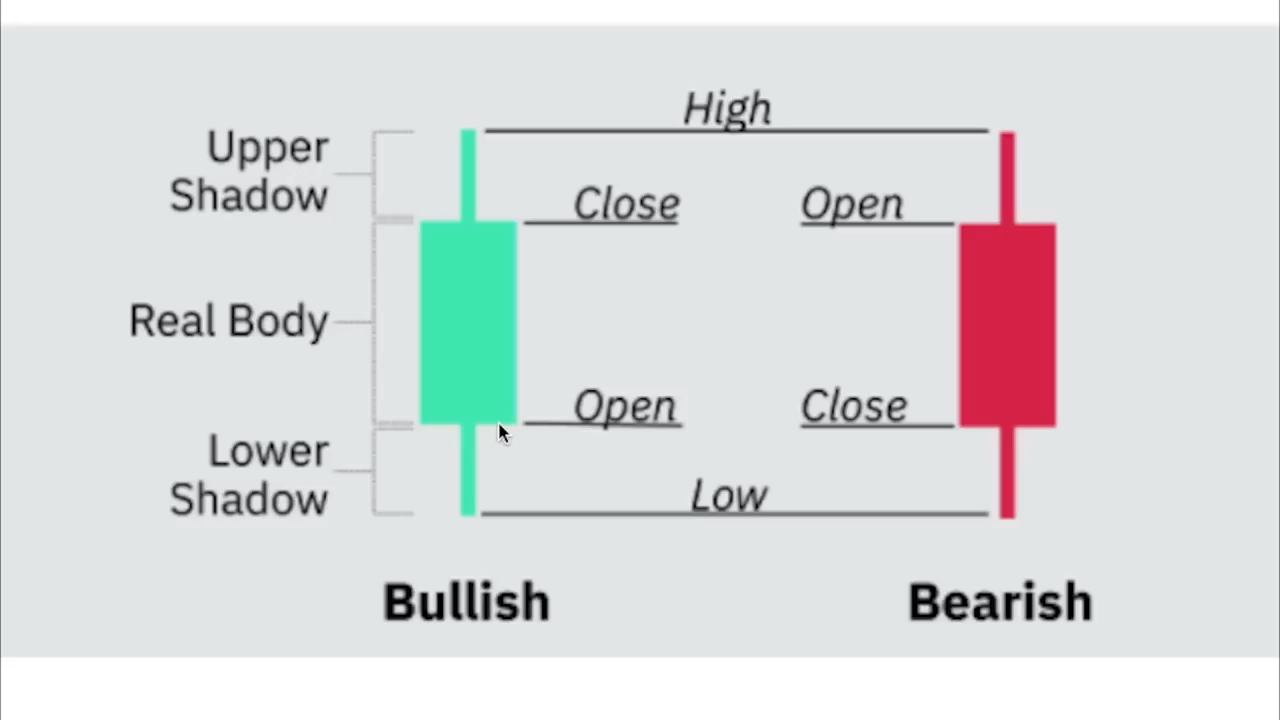 High
Upper
Shadow
Close
Open
Real Body
Open
Close
Lower
Shadow
Low
Bullish
Bearish